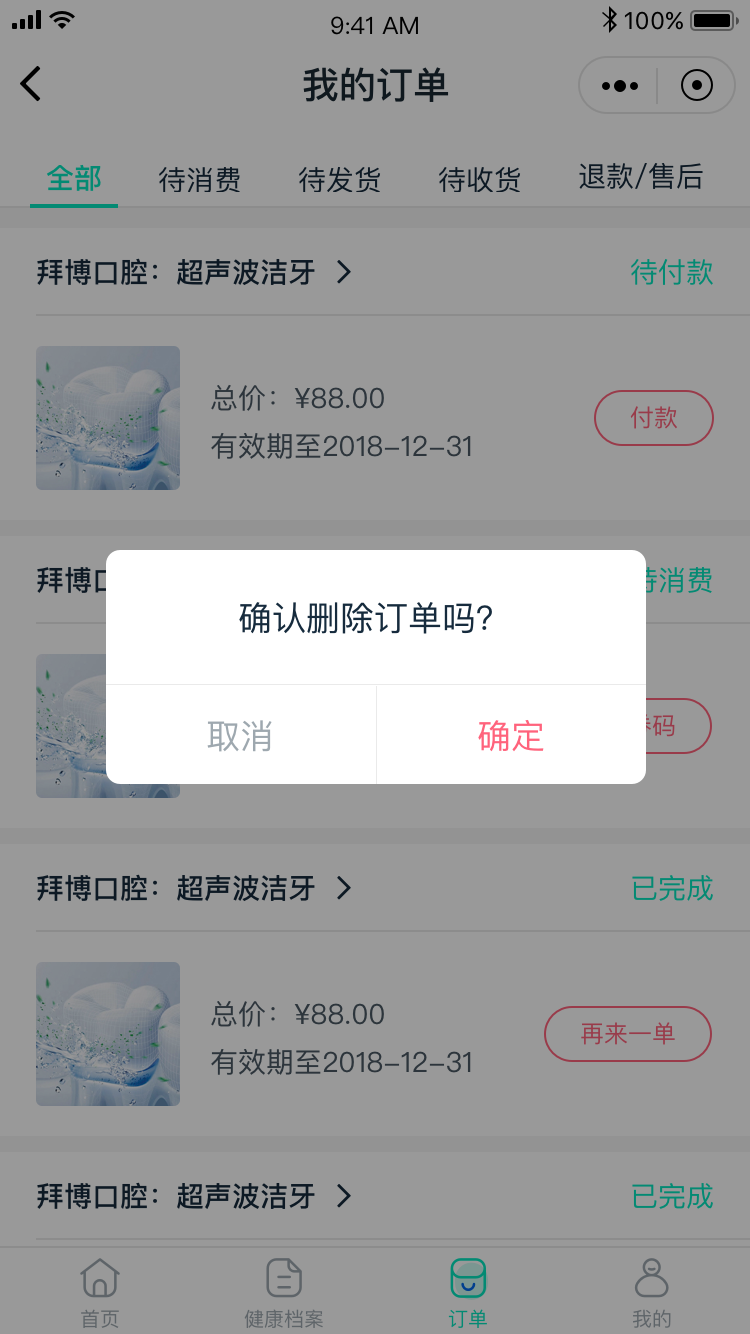 9:41 AM
100%
我的订单
全部
待消费
待发货
待收货
退款/售后
拜博口腔：超声波洁牙
待付款
总价：¥88.00
付款
有效期至2018-12-31
拜博口
待消费
确认删除订单吗?
码
取消
确定
拜博口腔：超声波洁牙
已完成
总价：¥88.00
再来一单
有效期至2018-12-31
拜博口腔：超声波洁牙
已完成
首页
健康档案
订单
我的